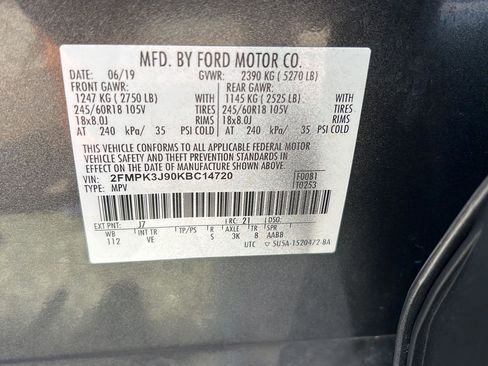 MFD. BY FORD MOTOR CO.
DATE: 06/19 GVWR: 2390 KG ( 5270 LB)
FRONT GAWR: REAR GAWR:
1247 KG ( 2750 LB) 1145 KG ( 2525 LB)
245/60R18 105V TIRES 245/60R18 105V TIRES
18x8.0J RIMS 18x8.0J RIMS
AT 240 kPa/ 35 PSI COLD AT 240 kPa/ 35 PSI COLD
THIS VEHICLE CONFORMS TO ALL APPLICABLE FEDERAL MOTOR
VEHICLE SAFETY AND THEFT PREVENTION STANDARDS IN
EFFECT ON THE DATE OF MANUFACTURE SHOWN ABOVE.
VIN: 2FMPK3J90KBC14720 F0081
TYPE: MPV T0253
EXT PNT: J7 RC: 21 DSO:
WB INT TR TP/PS R AXLE TR SPR
112 VE S 3K 8 AABB
UTC 5U5A-1520472-BA